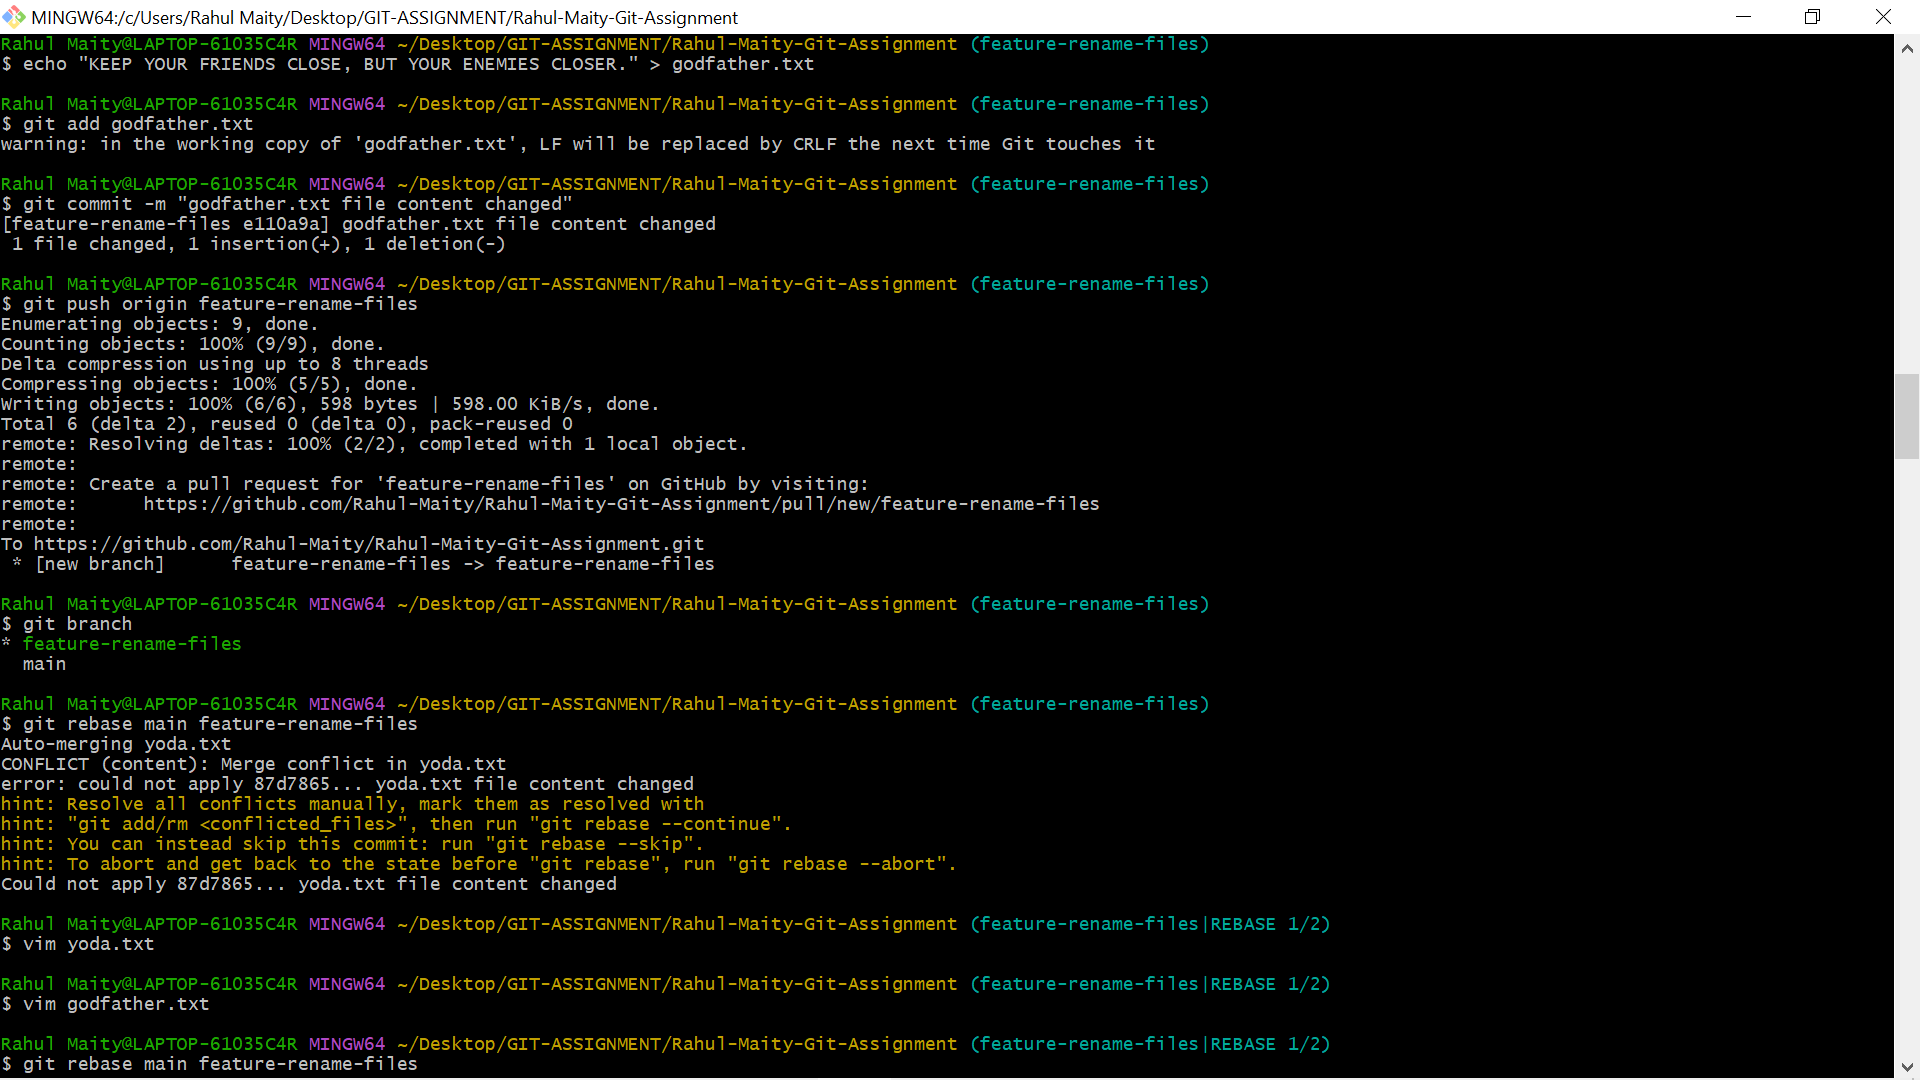 MINGW64:/c/Users/Rahul Maity/Desktop/GIT-ASSIGNMENT/Rahul-Maity-Git-Assignment
Rahul Maity@LAPTOP-61O35C4R MINGW64 ~/Desktop/GIT-ASSIGNMENT/Rahul-Maity-Git-Assignment (feature-rename-files)
$ echo "KEEP YOUR FRIENDS CLOSE, BUT YOUR ENEMIES CLOSER." > godfather.txt
Rahul Maity@LAPTOP-61O35C4R MINGW64 ~/Desktop/GIT-ASSIGNMENT/Rahul-Maity-Git-Assignment (feature-rename-files)
$ git add godfather.txt
warning: in the working copy of 'godfather.txt', LF will be replaced by CRLF the next time Git touches it
Rahul Maity@LAPTOP-61O35C4R MINGW64 ~/Desktop/GIT-ASSIGNMENT/Rahul-Maity-Git-Assignment (feature-rename-files)
$ git commit -m "godfather.txt file content changed"
[feature-rename-files e110a9a] godfather.txt file content changed
 1 file changed, 1 insertion(+), 1 deletion(-)
Rahul Maity@LAPTOP-61O35C4R MINGW64 ~/Desktop/GIT-ASSIGNMENT/Rahul-Maity-Git-Assignment (feature-rename-files)
$ git push origin feature-rename-files
Enumerating objects: 9, done.
Counting objects: 100% (9/9), done.
Delta compression using up to 8 threads
Compressing objects: 100% (5/5), done.
Writing objects: 100% (6/6), 598 bytes | 598.00 KiB/s, done.
Total 6 (delta 2), reused 0 (delta 0), pack-reused 0
remote: Resolving deltas: 100% (2/2), completed with 1 local object.
remote:
remote: Create a pull request for 'feature-rename-files' on GitHub by visiting:
remote:      https://github.com/Rahul-Maity/Rahul-Maity-Git-Assignment/pull/new/feature-rename-files
remote:
To https://github.com/Rahul-Maity/Rahul-Maity-Git-Assignment.git
 * [new branch]      feature-rename-files -> feature-rename-files
Rahul Maity@LAPTOP-61O35C4R MINGW64 ~/Desktop/GIT-ASSIGNMENT/Rahul-Maity-Git-Assignment (feature-rename-files)
$ git branch
* feature-rename-files
  main
Rahul Maity@LAPTOP-61O35C4R MINGW64 ~/Desktop/GIT-ASSIGNMENT/Rahul-Maity-Git-Assignment (feature-rename-files)
$ git rebase main feature-rename-files
Auto-merging yoda.txt
CONFLICT (content): Merge conflict in yoda.txt
error: could not apply 87d7865... yoda.txt file content changed
hint: Resolve all conflicts manually, mark them as resolved with
hint: "git add/rm <conflicted_files>", then run "git rebase --continue".
hint: You can instead skip this commit: run "git rebase --skip".
hint: To abort and get back to the state before "git rebase", run "git rebase --abort".
Could not apply 87d7865... yoda.txt file content changed
Rahul Maity@LAPTOP-61O35C4R MINGW64 ~/Desktop/GIT-ASSIGNMENT/Rahul-Maity-Git-Assignment (feature-rename-files|REBASE 1/2)
$ vim yoda.txt
Rahul Maity@LAPTOP-61O35C4R MINGW64 ~/Desktop/GIT-ASSIGNMENT/Rahul-Maity-Git-Assignment (feature-rename-files|REBASE 1/2)
$ vim godfather.txt
Rahul Maity@LAPTOP-61O35C4R MINGW64 ~/Desktop/GIT-ASSIGNMENT/Rahul-Maity-Git-Assignment (feature-rename-files|REBASE 1/2)
$ git rebase main feature-rename-files